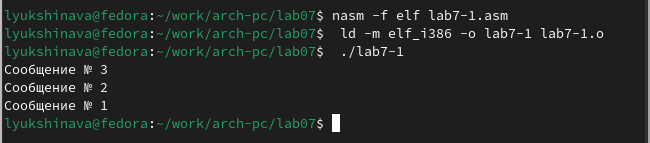 lyukshinava@fedora:~/work/arch-pc/lab07$ nasm -f elf lab7-1.asm
lyukshinava@fedora:~/work/arch-pc/lab07$  ld -m elf_i386 -o lab7-1 lab7-1.o
lyukshinava@fedora:~/work/arch-pc/lab07$  ./lab7-1
Сообщение № 3
Сообщение № 2
Сообщение № 1
lyukshinava@fedora:~/work/arch-pc/lab07$